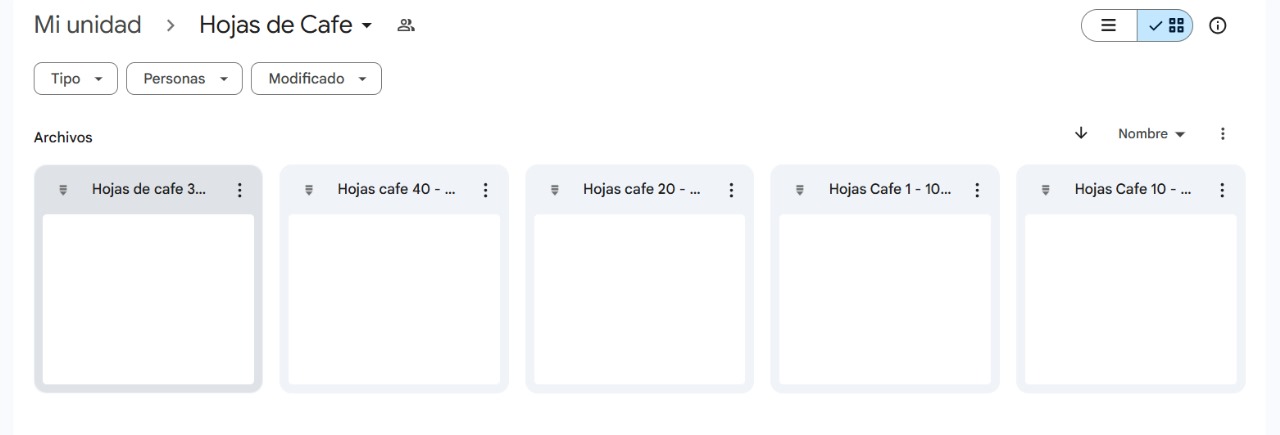 Mi unidad > Hojas de Cafe
Tipo Personas Modificado
Archivos Nombre
Hojas de cafe 3... Hojas cafe 40 - ... Hojas cafe 20 - ... Hojas Cafe 1 - 10... Hojas Cafe 10 - ...